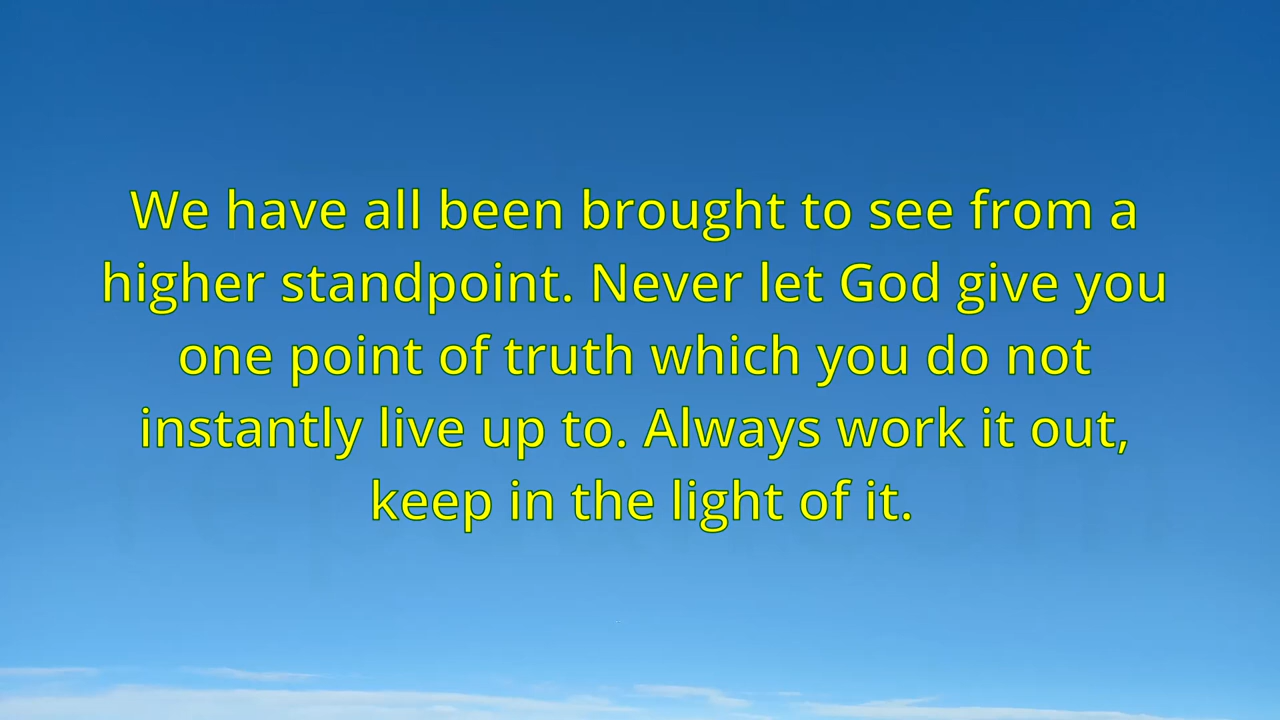 We have all been brought to see from a
higher standpoint. Never let God give you
one point of truth which you do not
instantly live up to. Always work it out,
keep in the light of it.